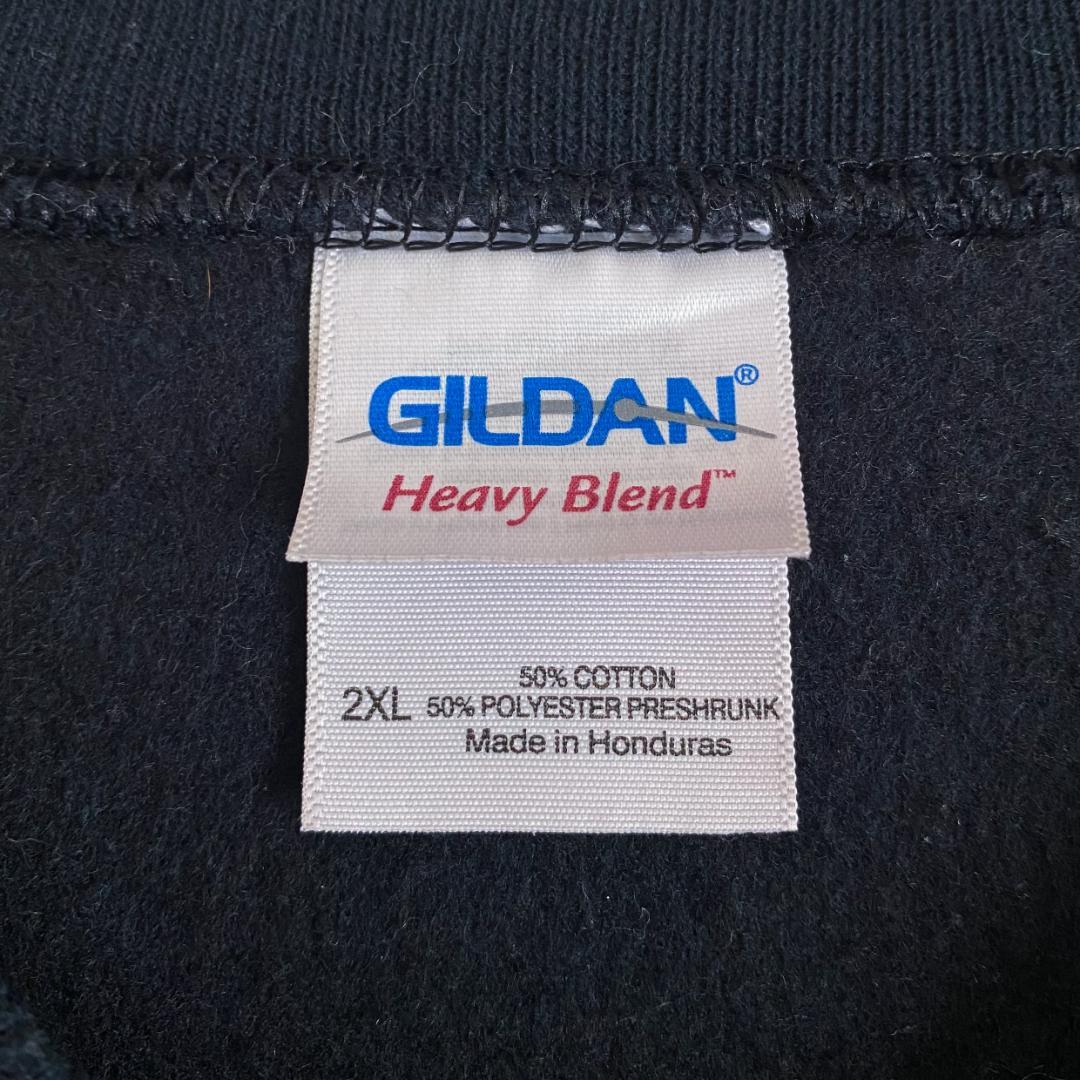 GILDAN®
Heavy Blend™
50% COTTON
2XL 50% POLYESTER PRESHRUNK
Made in Honduras